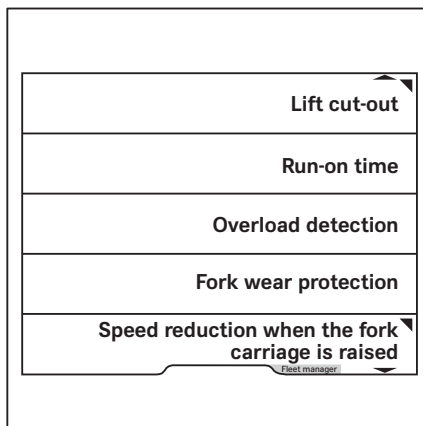 Lift cut-out
Run-on time
Overload detection
Fork wear protection
Speed reduction when the fork
carriage is raised
Fleet manager